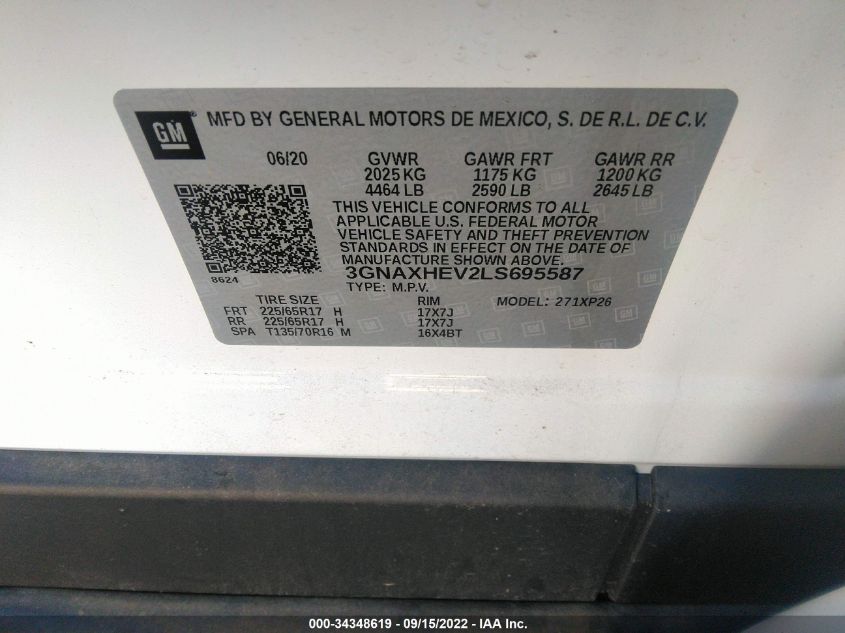 GM
MFD BY GENERAL MOTORS DE MEXICO, S. DE R.L. DE C.V.
06/20 GVWR GAWR FRT GAWR RR
2025 KG 1175 KG 1200 KG
4464 LB 2590 LB 2645 LB
THIS VEHICLE CONFORMS TO ALL
APPLICABLE U.S. FEDERAL MOTOR
VEHICLE SAFETY AND THEFT PREVENTION
STANDARDS IN EFFECT ON THE DATE OF
MANUFACTURE SHOWN ABOVE.
8624
3GNAXHEV2LS695587
TYPE: M.P.V.
TIRE SIZE RIM MODEL: 271XP26
FRT 225/65R17 H 17X7J
RR 225/65R17 H 17X7J
SPA T135/70R16 M 16X4BT
000-34348619 - 09/15/2022 - IAA Inc.